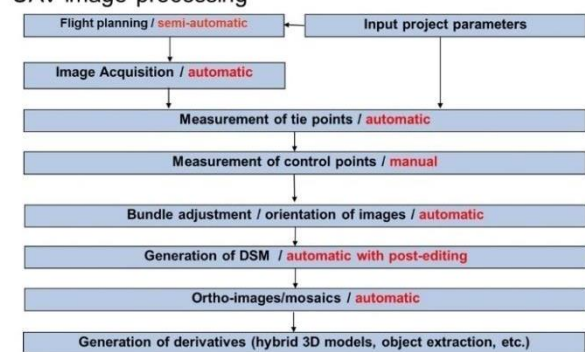 image processing
Flight planning / semi-automatic
Input project parameters
Image Acquisition / automatic
Measurement of tie points / automatic
Measurement of control points / manual
Bundle adjustment / orientation of images / automatic
Generation of DSM / automatic with post-editing
Ortho-images/mosaics / automatic
Generation of derivatives (hybrid 3D models, object extraction, etc.)